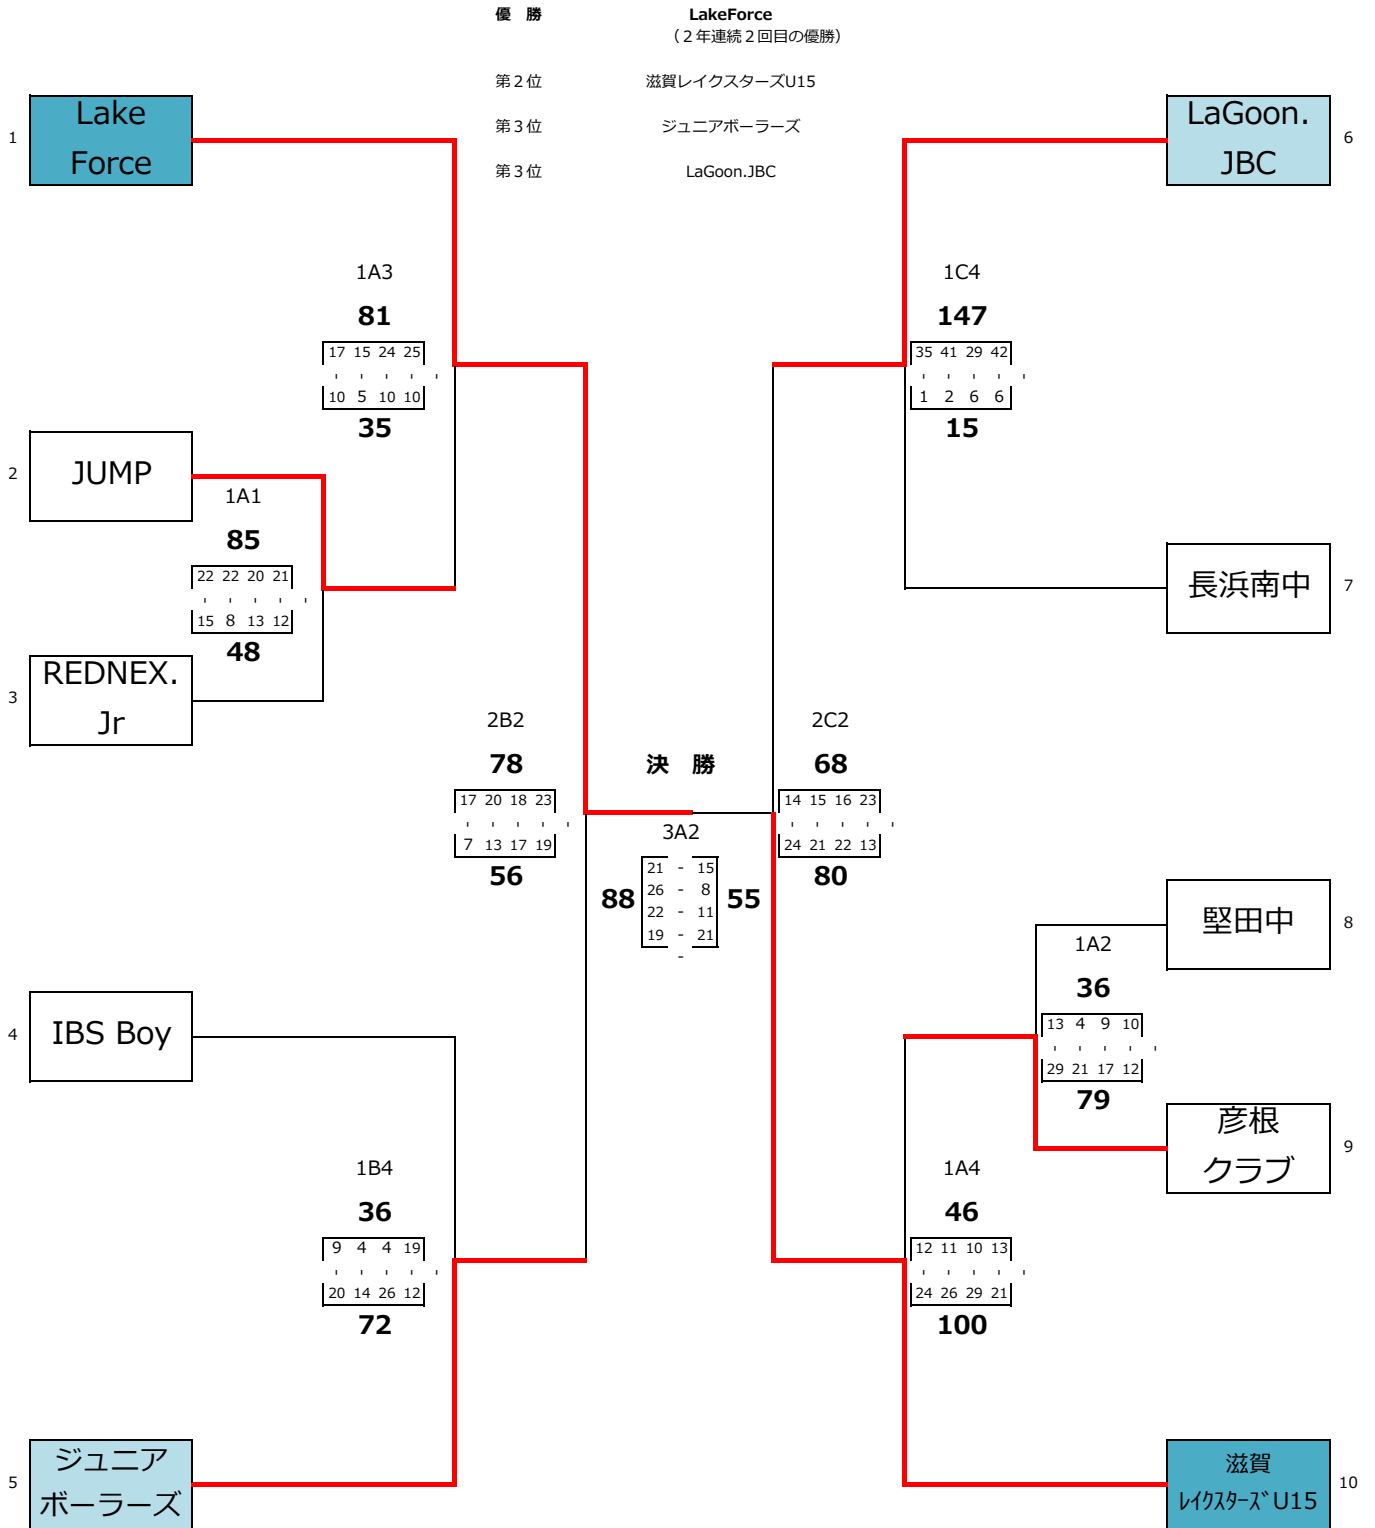 優　勝　LakeForce
（２年連続２回目の優勝）
第２位　滋賀レイクスターズU15
第３位　ジュニアボーラーズ
第３位　LaGoon.JBC
1
Lake
Force
LaGoon.
JBC
6
1A3
81
17 15 24 25
- - - - -
10 5 10 10
35
1C4
147
35 41 29 42
- - - - -
1 2 6 6
15
2
JUMP
1A1
85
22 22 20 21
- - - - -
15 8 13 12
48
3
REDNEX.
Jr
長浜南中
7
2B2
78
17 20 18 23
- - - - -
7 13 17 19
56
決　勝
3A2
88
21 - 15
26 - 8
22 - 11
19 - 21
-
55
2C2
68
14 15 16 23
- - - - -
24 21 22 13
80
堅田中
8
1A2
36
13 4 9 10
- - - - -
29 21 17 12
79
彦根
クラブ
9
4
IBS Boy
1B4
36
9 4 4 19
- - - - -
20 14 26 12
72
1A4
46
12 11 10 13
- - - - -
24 26 29 21
100
5
ジュニア
ボーラーズ
滋賀
ﾚｲｸｽﾀｰｽﾞU15
10